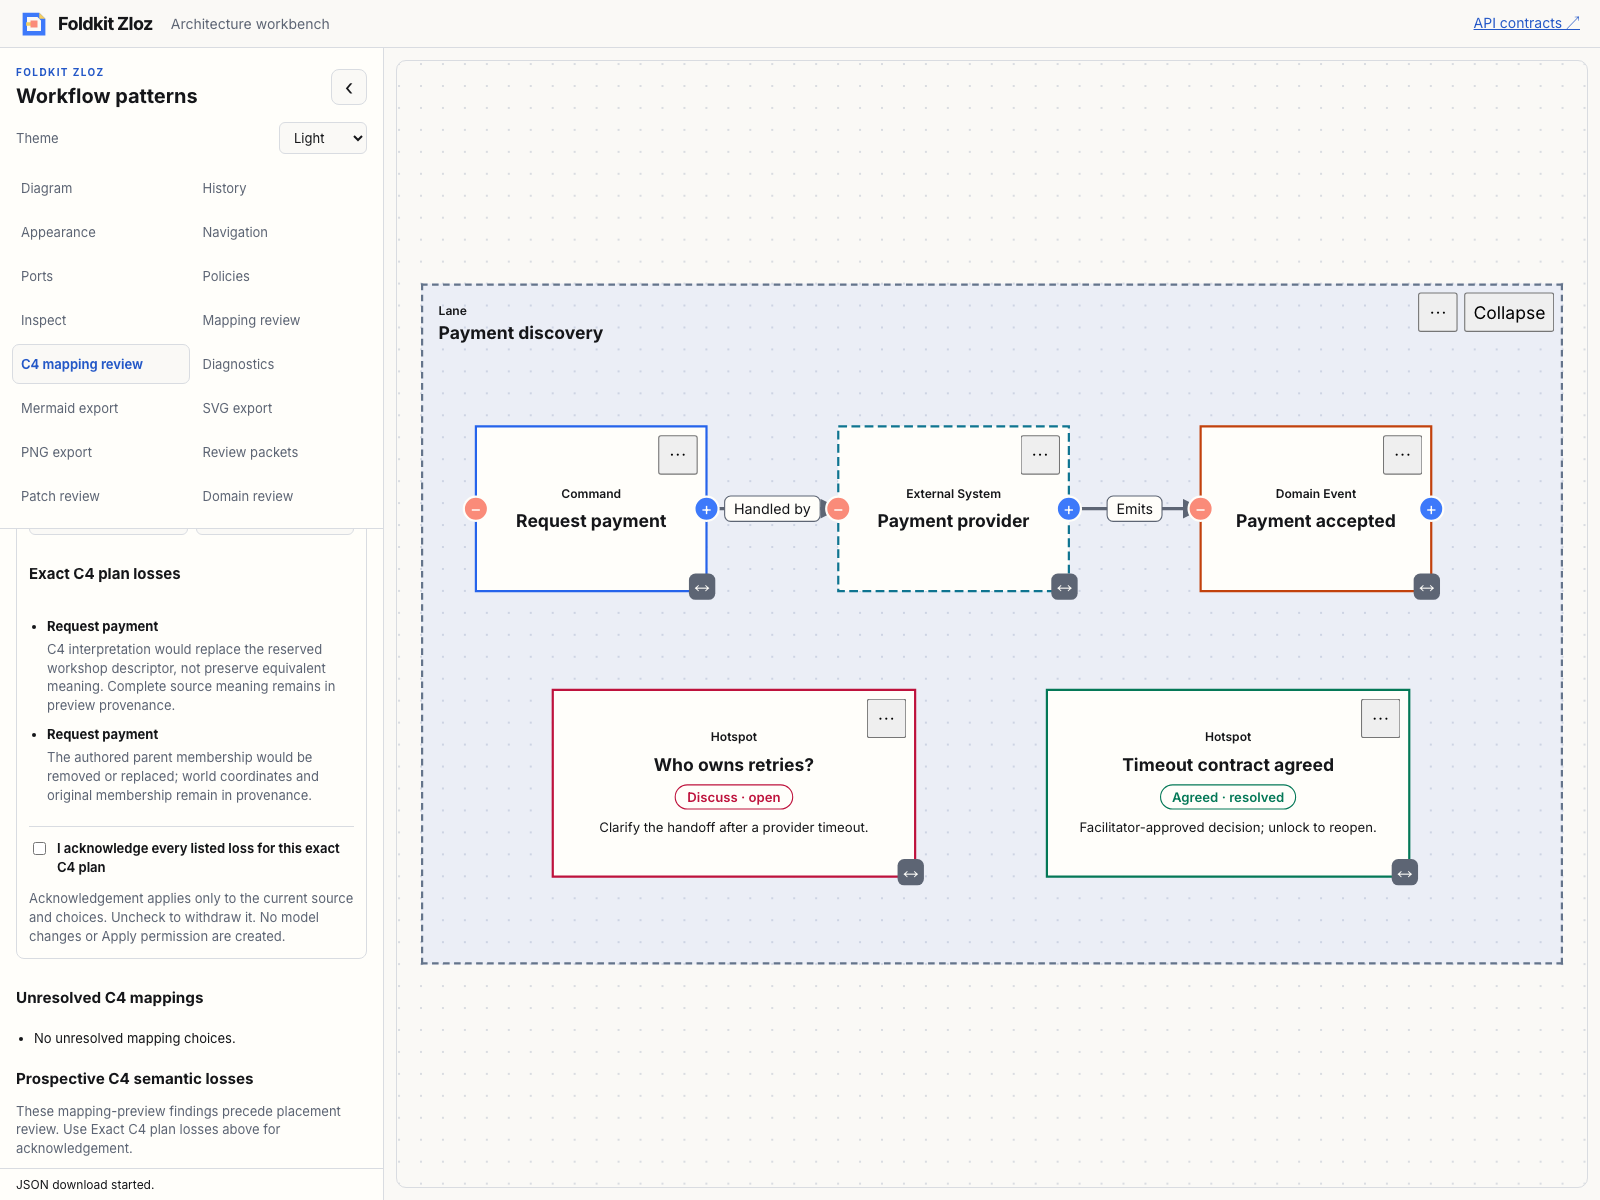 Foldkit Zloz
Architecture workbench
API contracts ↗
FOLDKIT ZLOZ
Workflow patterns
Theme
Light
Diagram
History
Appearance
Navigation
Ports
Policies
Inspect
Mapping review
C4 mapping review
Diagnostics
Mermaid export
SVG export
PNG export
Review packets
Patch review
Domain review
Exact C4 plan losses
• Request payment
C4 interpretation would replace the reserved
workshop descriptor, not preserve equivalent
meaning. Complete source meaning remains in
preview provenance.
• Request payment
The authored parent membership would be
removed or replaced; world coordinates and
original membership remain in provenance.
I acknowledge every listed loss for this exact
C4 plan
Acknowledgement applies only to the current source
and choices. Uncheck to withdraw it. No model
changes or Apply permission are created.
Unresolved C4 mappings
• No unresolved mapping choices.
Prospective C4 semantic losses
These mapping-preview findings precede placement
review. Use Exact C4 plan losses above for
acknowledgement.
JSON download started.
Lane
Payment discovery
···
Collapse
···
Command
Request payment
Handled by
···
External System
Payment provider
Emits
···
Domain Event
Payment accepted
···
Hotspot
Who owns retries?
Discuss · open
Clarify the handoff after a provider timeout.
···
Hotspot
Timeout contract agreed
Agreed · resolved
Facilitator-approved decision; unlock to reopen.